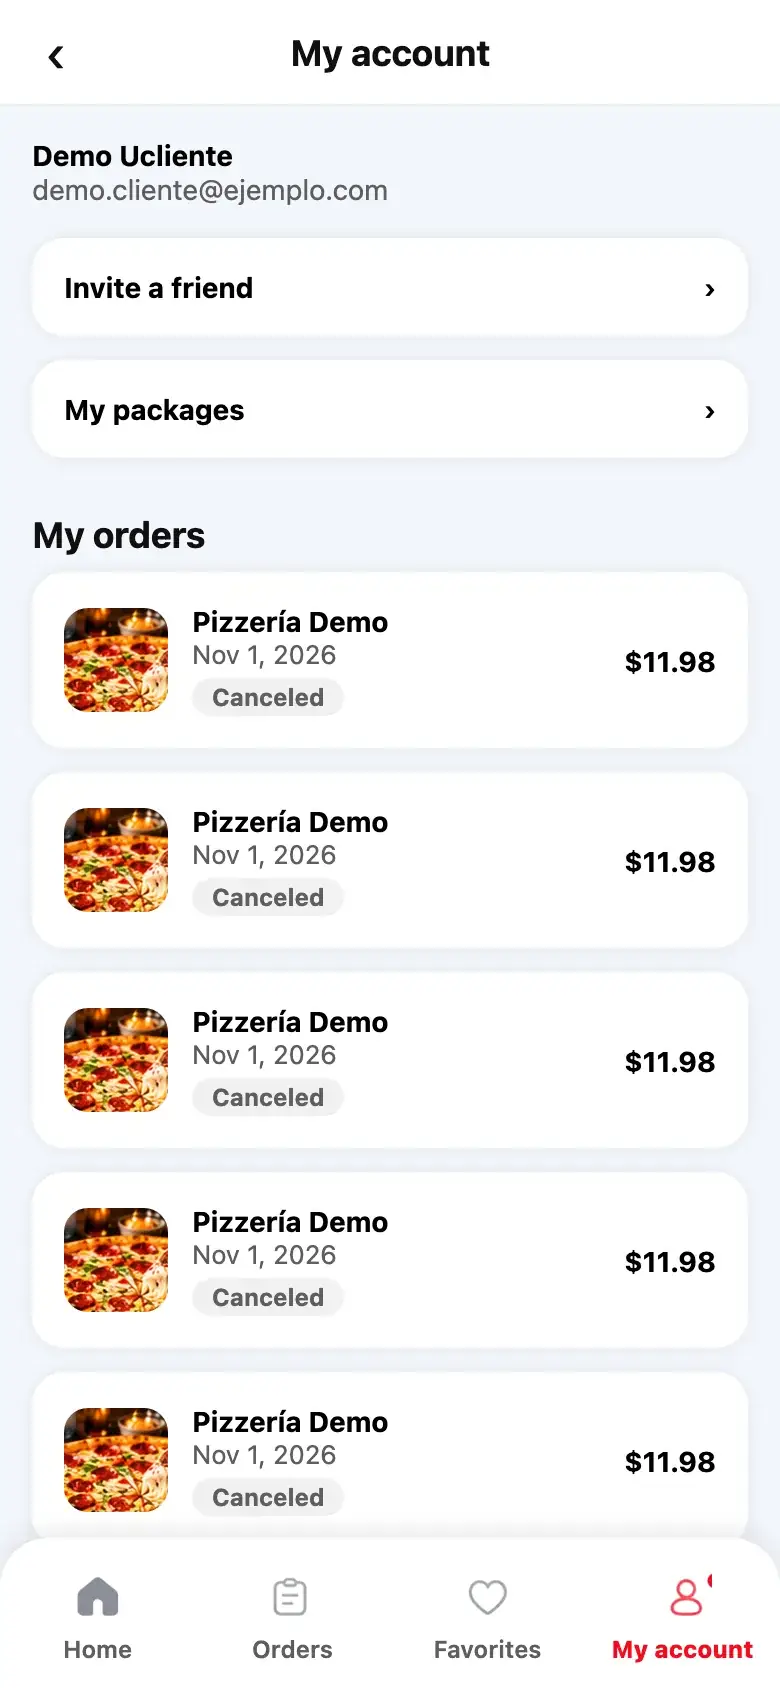 My account
Demo Ucliente
demo.cliente@ejemplo.com
Invite a friend
My packages
My orders
Pizzería Demo
Nov 1, 2026
Canceled
$11.98
Pizzería Demo
Nov 1, 2026
Canceled
$11.98
Pizzería Demo
Nov 1, 2026
Canceled
$11.98
Pizzería Demo
Nov 1, 2026
Canceled
$11.98
Pizzería Demo
Nov 1, 2026
Canceled
$11.98
Home
Orders
Favorites
My account